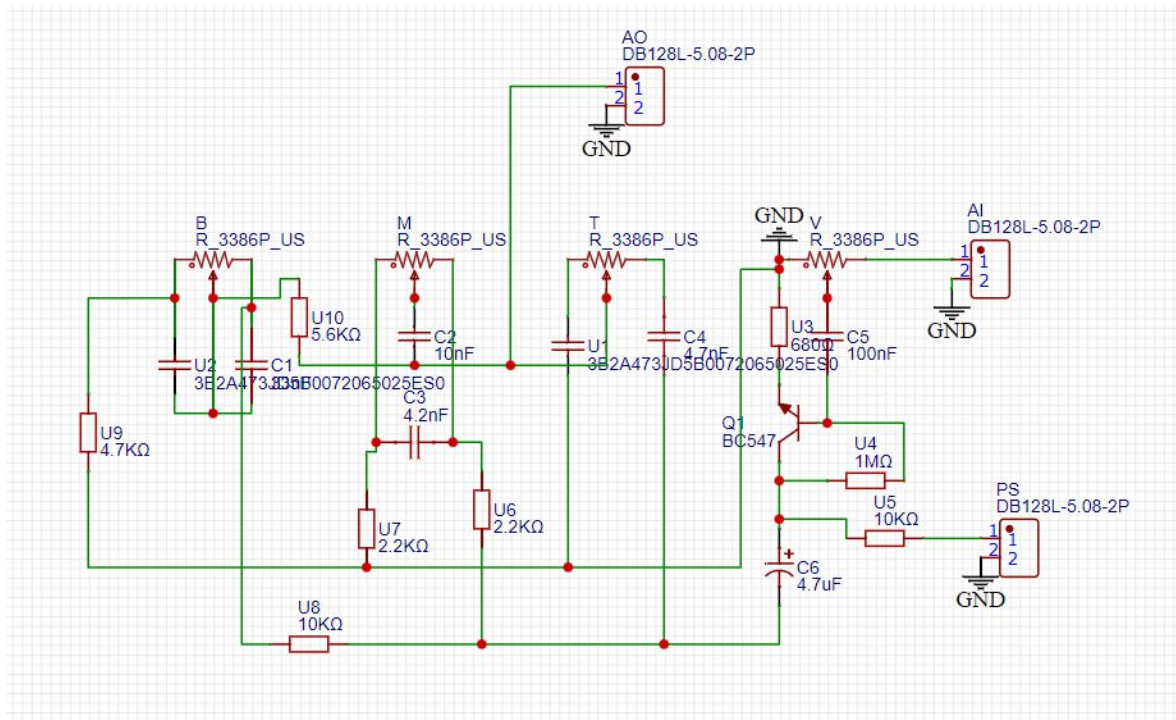 AO
DB128L-5.08-2P
1
1
2
2
GND
B
R_3386P_US
M
R_3386P_US
T
R_3386P_US
GND
V
R_3386P_US
AI
DB128L-5.08-2P
1
1
2
2
GND
U10
5.6KΩ
C2
10nF
U1
3B2A473JD5B0072065025ES0
C4
4.7nF
U3
680Ω
C5
100nF
U2
C1
C3
4.2nF
U9
4.7KΩ
Q1
BC547
U4
1MΩ
U7
2.2KΩ
U6
2.2KΩ
U5
10KΩ
PS
DB128L-5.08-2P
1
1
2
2
GND
+
C6
4.7uF
U8
10KΩ